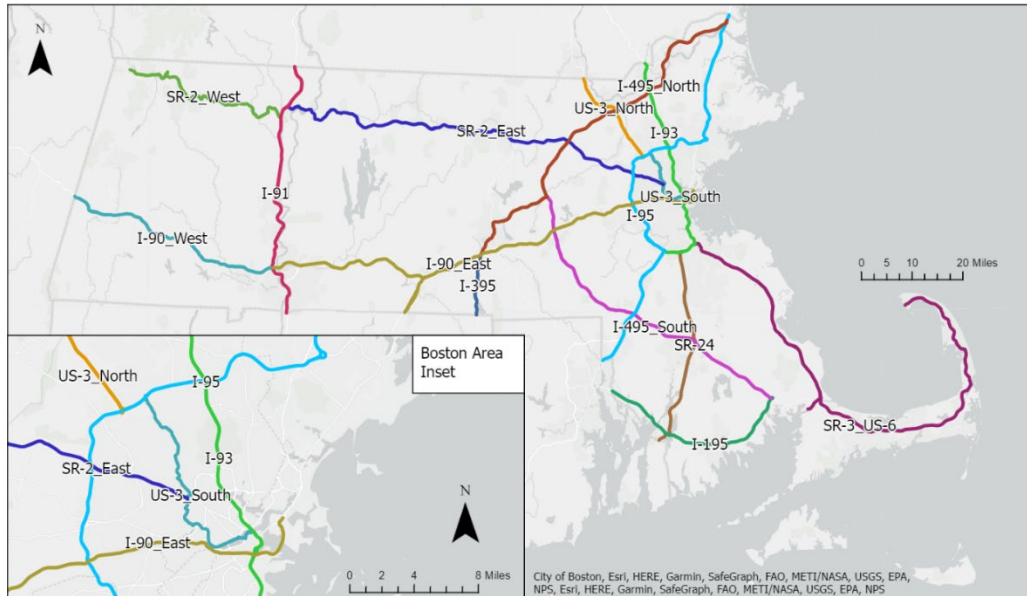 N
I-495_North
SR-2_West
US-3_North
I-93
SR-2_East
I-91
US-3_South
I-95
I-90_West
I-90_East
0 5 10 20 Miles
I-395
I-495_South
SR-24
SR-3_US-6
I-195
Boston Area
Inset
US-3_North
I-95
I-93
SR-2_East
US-3_South
N
I-90_East
0 2 4 8 Miles
City of Boston, Esri, HERE, Garmin, SafeGraph, FAO, METI/NASA, USGS, EPA,
NPS, Esri, HERE, Garmin, SafeGraph, FAO, METI/NASA, USGS, EPA, NPS